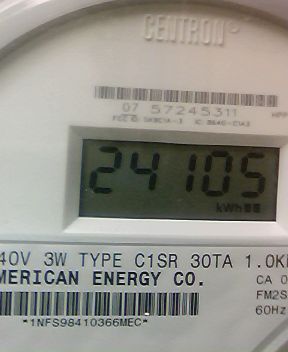 CENTRON
07 57245311
24105
kWh
40V 3W TYPE C1SR 30TA 1.0K
MERICAN ENERGY CO.
CA 0
FM2S
60Hz
*1NFS98410366MEC*